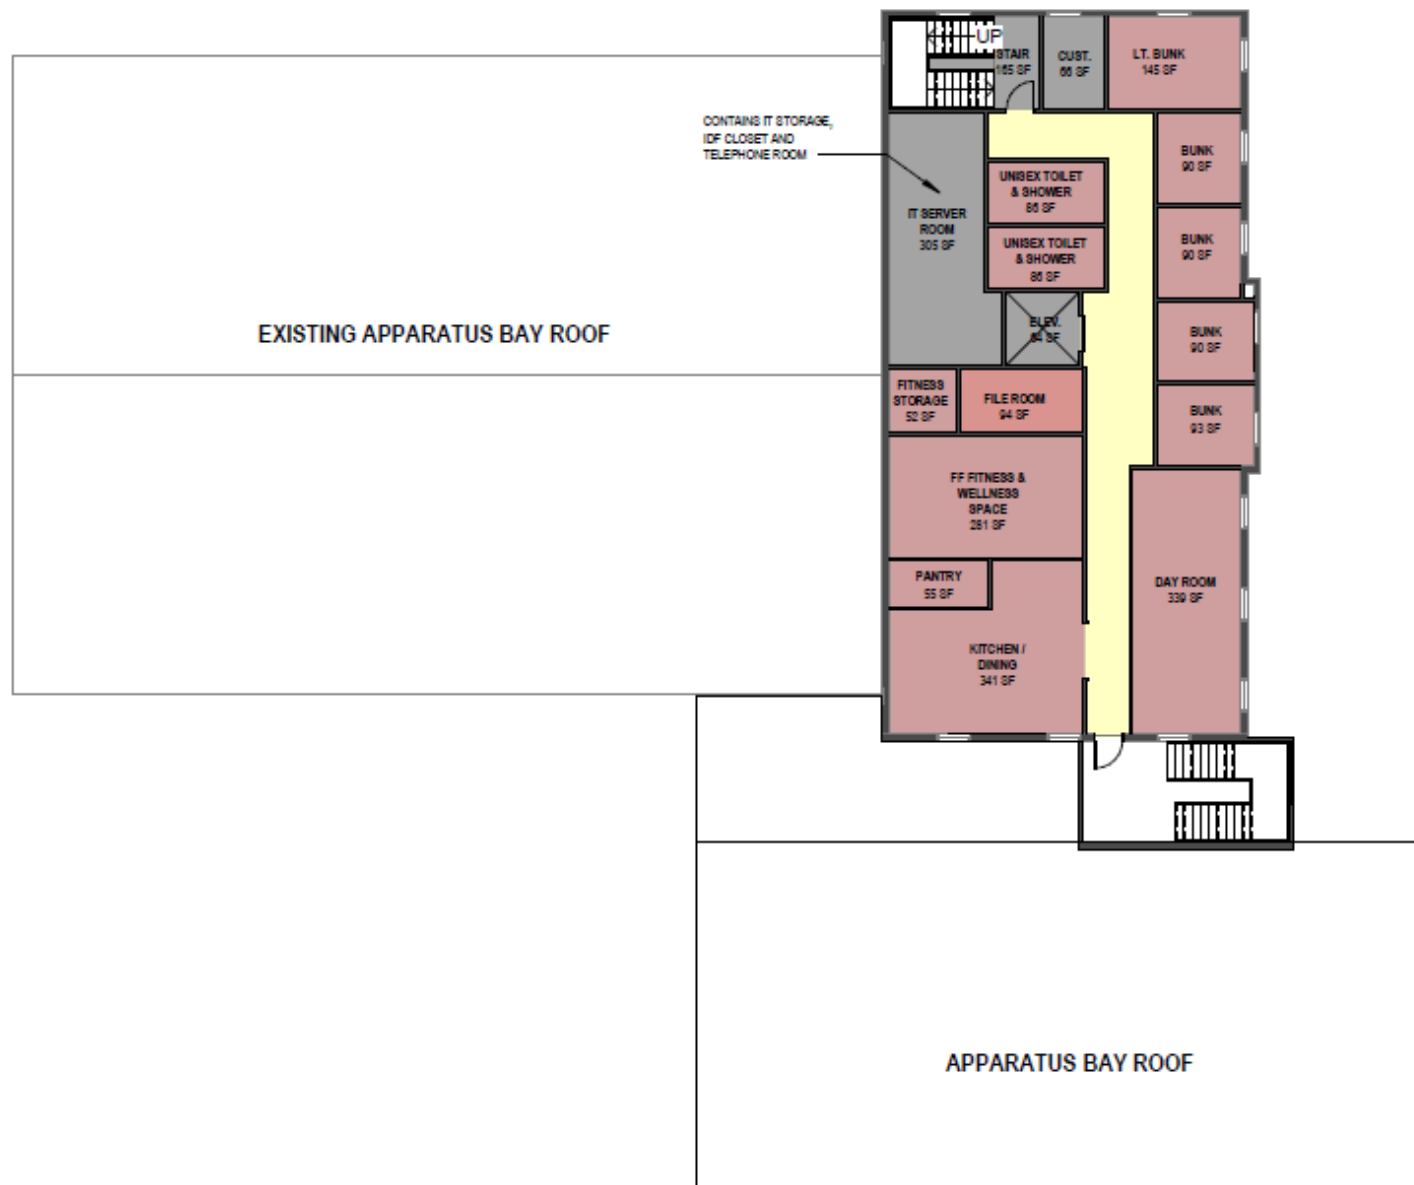 UP
STAIR
165 SF
CUST.
66 SF
LT. BUNK
145 SF
CONTAINS IT STORAGE,
IDF CLOSET AND
TELEPHONE ROOM
BUNK
90 SF
UNISEX TOILET
& SHOWER
86 SF
IT SERVER
ROOM
305 SF
BUNK
90 SF
UNISEX TOILET
& SHOWER
86 SF
EXISTING APPARATUS BAY ROOF
ELEV.
64 SF
BUNK
90 SF
FITNESS
STORAGE
52 SF
FILE ROOM
94 SF
BUNK
93 SF
FF FITNESS &
WELLNESS
SPACE
281 SF
PANTRY
55 SF
DAY ROOM
339 SF
KITCHEN /
DINING
341 SF
APPARATUS BAY ROOF